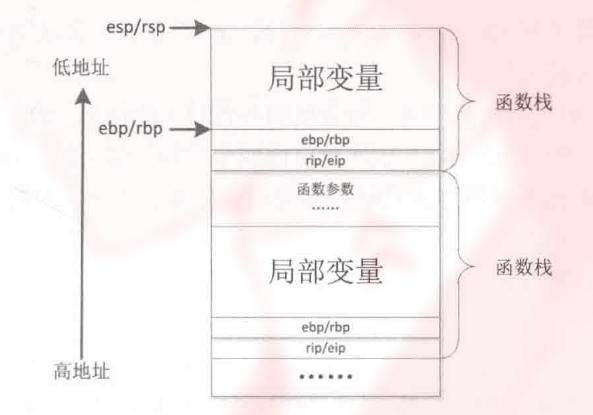 esp/rsp
低地址
局部变量
函数栈
ebp/rbp
ebp/rbp
rip/eip
函数参数
......
局部变量
函数栈
ebp/rbp
rip/eip
高地址
......